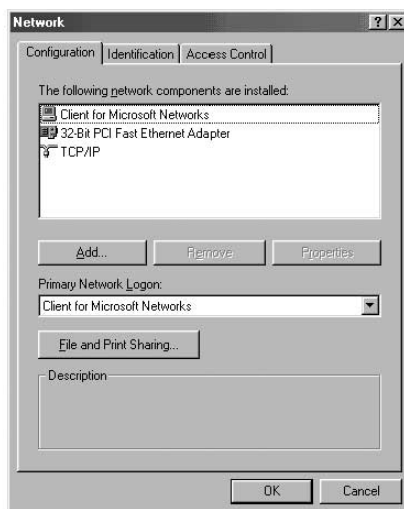 Network
Configuration Identification Access Control
The following network components are installed:
Client for Microsoft Networks
32-Bit PCI Fast Ethernet Adapter
TCP/IP
Add... Remove Properties
Primary Network Logon:
Client for Microsoft Networks
File and Print Sharing...
Description
OK Cancel